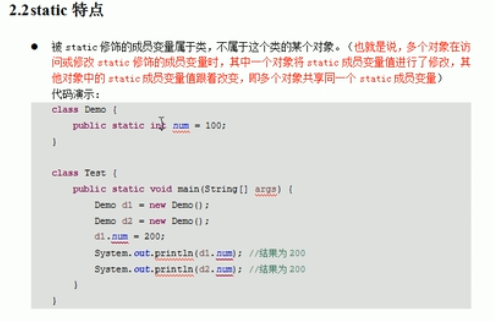 2.2static 特点
● 被 static 修饰的成员变量属于类，不属于这个类的某个对象。（也就是说，多个对象在访
问或修改 static 修饰的成员变量时，其中一个对象将 static 成员变量值进行了修改，其
他对象中的 static 成员变量值跟着改变，即多个对象共享同一个 static 成员变量）
代码演示：
class Demo {
public static int num = 100;
}
class Test {
public static void main(String[] args) {
Demo d1 = new Demo();
Demo d2 = new Demo();
d1.num = 200;
System.out.println(d1.num); //结果为 200
System.out.println(d2.num); //结果为 200
}
}